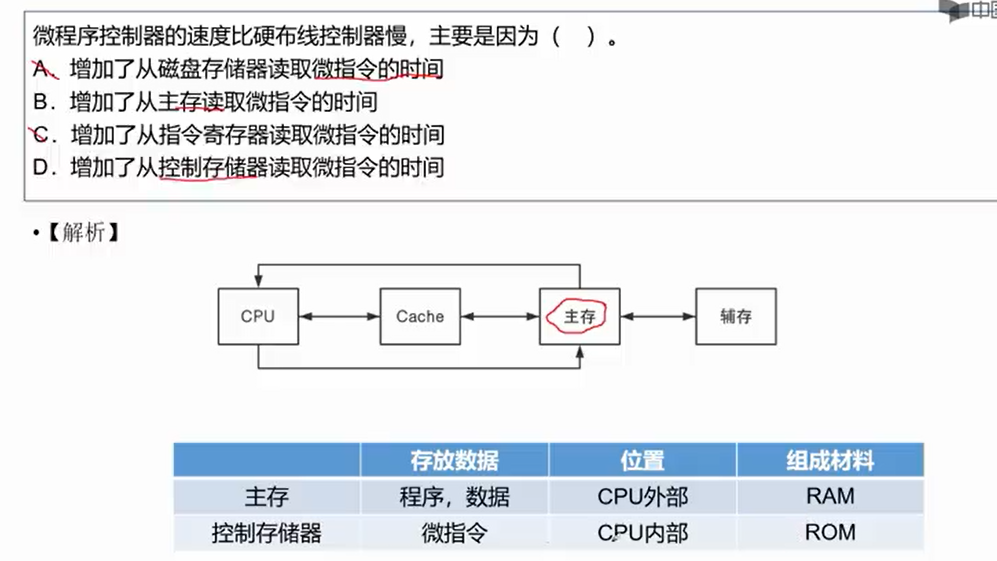 中国
微程序控制器的速度比硬布线控制器慢，主要是因为（　）。
A. 增加了从磁盘存储器读取微指令的时间
B. 增加了从主存读取微指令的时间
C. 增加了从指令寄存器读取微指令的时间
D. 增加了从控制存储器读取微指令的时间
•【解析】
CPU Cache 主存 辅存
存放数据 位置 组成材料
主存 程序，数据 CPU外部 RAM
控制存储器 微指令 CPU内部 ROM